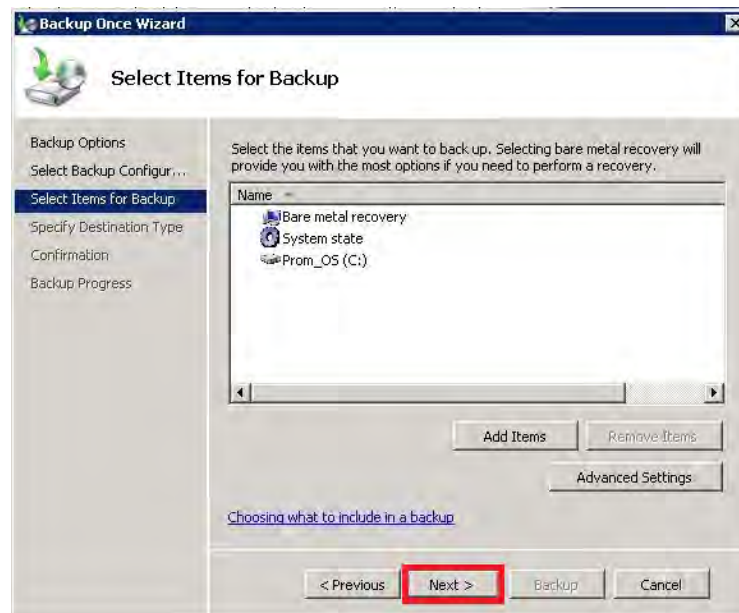 Backup Once Wizard
Select Items for Backup
Backup Options
Select Backup Configur...
Select Items for Backup
Specify Destination Type
Confirmation
Backup Progress
Select the items that you want to back up. Selecting bare metal recovery will
provide you with the most options if you need to perform a recovery.
Name
Bare metal recovery
System state
Prom_OS (C:)
Add Items
Remove Items
Advanced Settings
Choosing what to include in a backup
< Previous
Next >
Backup
Cancel